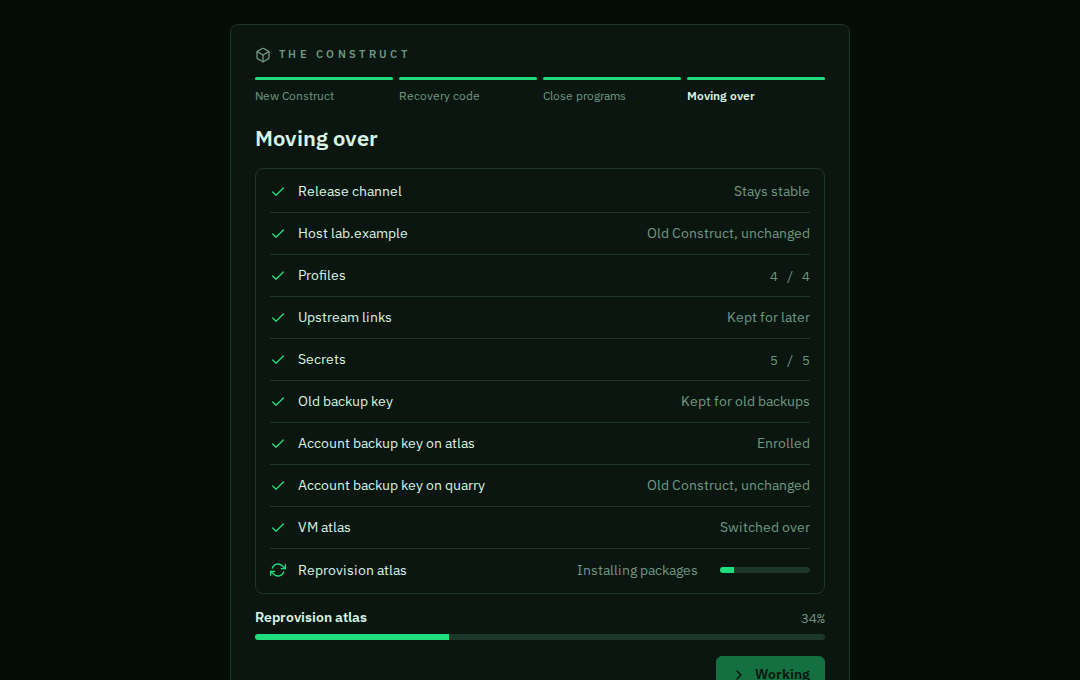 THE CONSTRUCT
New Construct
Recovery code
Close programs
Moving over
Moving over
Release channel Stays stable
Host lab.example Old Construct, unchanged
Profiles 4 / 4
Upstream links Kept for later
Secrets 5 / 5
Old backup key Kept for old backups
Account backup key on atlas Enrolled
Account backup key on quarry Old Construct, unchanged
VM atlas Switched over
Reprovision atlas Installing packages
Reprovision atlas 34%
Working